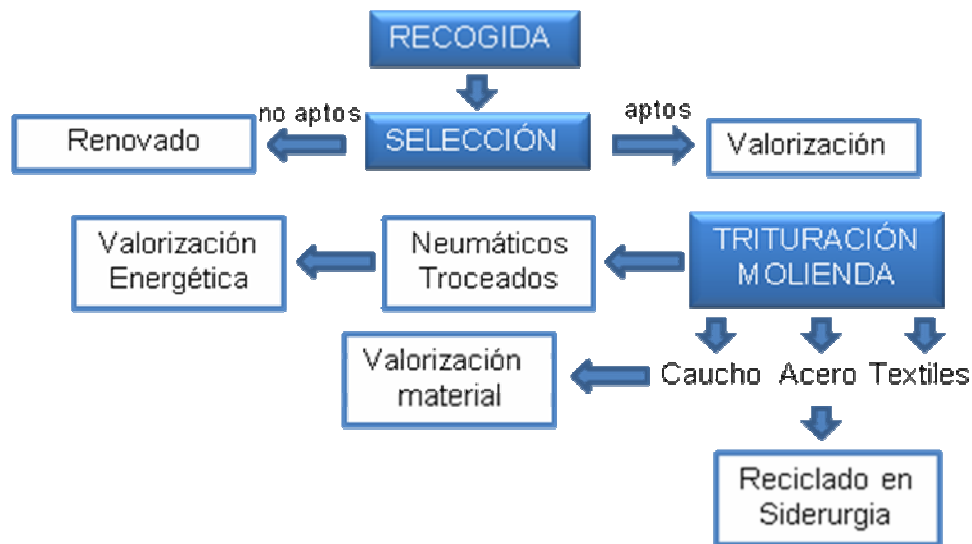 RECOGIDA
no aptos
aptos
Renovado
SELECCIÓN
Valorización
Valorización
Energética
Neumáticos
Troceados
TRITURACIÓN
MOLIENDA
Valorización
material
Caucho Acero Textiles
Reciclado en
Siderurgia